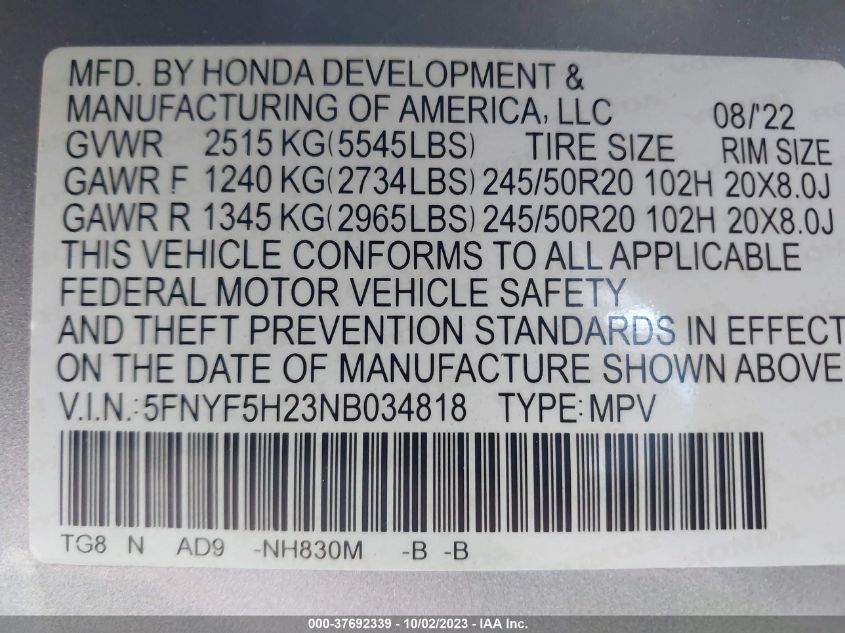 MFD. BY HONDA DEVELOPMENT &
MANUFACTURING OF AMERICA, LLC 08/'22
GVWR 2515 KG(5545LBS) TIRE SIZE RIM SIZE
GAWR F 1240 KG(2734LBS) 245/50R20 102H 20X8.0J
GAWR R 1345 KG(2965LBS) 245/50R20 102H 20X8.0J
THIS VEHICLE CONFORMS TO ALL APPLICABLE
FEDERAL MOTOR VEHICLE SAFETY
AND THEFT PREVENTION STANDARDS IN EFFECT
ON THE DATE OF MANUFACTURE SHOWN ABOVE
V.I.N.:5FNYF5H23NB034818 TYPE:MPV
TG8 N AD9 -NH830M -B -B
000-37692339 - 10/02/2023 - IAA Inc.